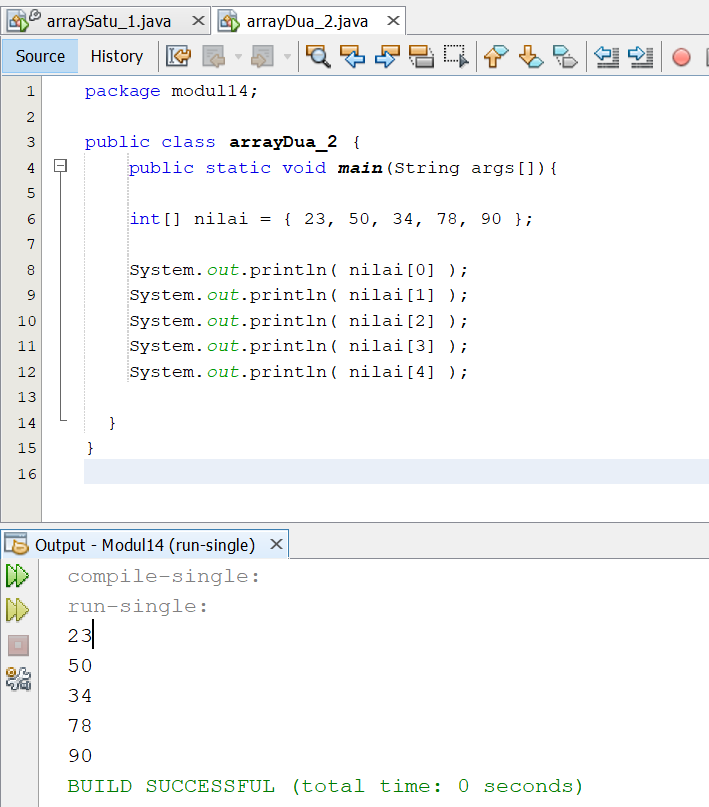 arraySatu_1.java arrayDua_2.java
Source History
1 package modul14;
2
3 public class arrayDua_2 {
4 public static void main(String args[]){
5
6 int[] nilai = { 23, 50, 34, 78, 90 };
7
8 System.out.println( nilai[0] );
9 System.out.println( nilai[1] );
10 System.out.println( nilai[2] );
11 System.out.println( nilai[3] );
12 System.out.println( nilai[4] );
13
14 }
15 }
16
Output - Modul14 (run-single)
compile-single:
run-single:
23
50
34
78
90
BUILD SUCCESSFUL (total time: 0 seconds)